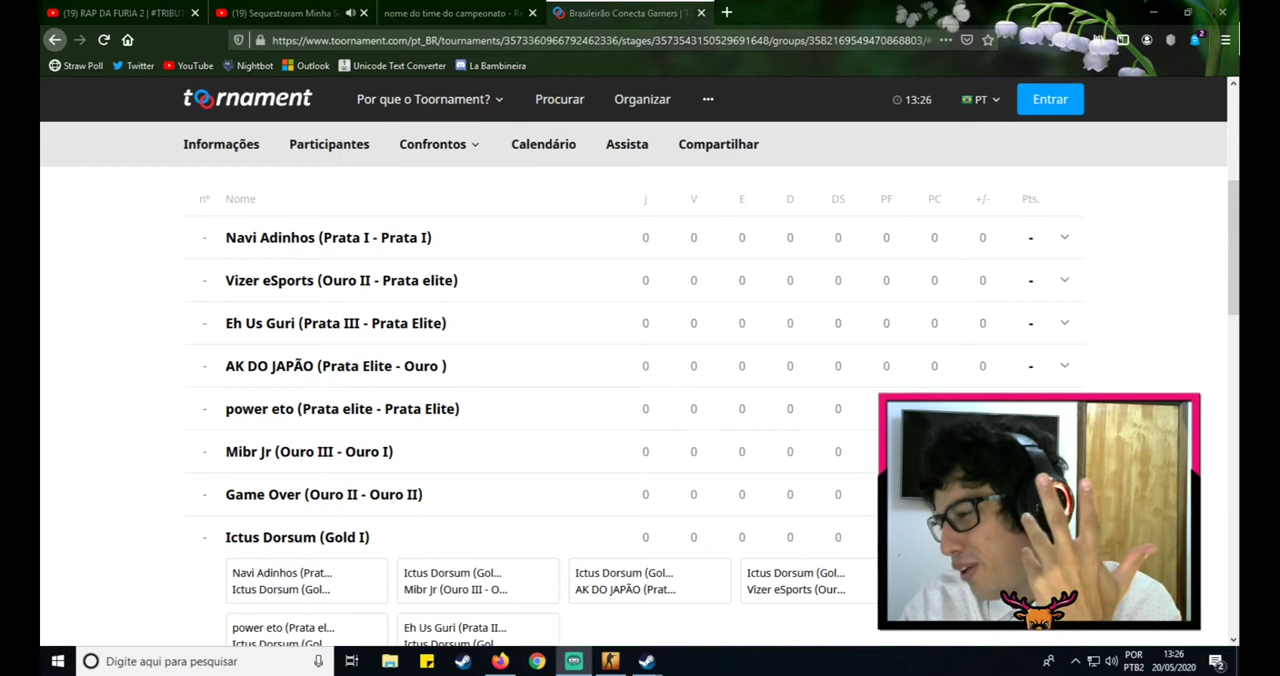 (19) RAP DA FURIA 2 | #TRIBUT
(19) Sequestraram Minha S
nome do time do campeonato - R
Brasileirão Conecta Gamers | T
https://www.toornament.com/pt_BR/tournaments/3573360966792462336/stages/3573543150529691648/groups/3582169549470868803/
Straw Poll Twitter YouTube Nightbot Outlook Unicode Text Converter La Bambineira
2
toornament Por que o Toornament? Procurar Organizar ••• 13:26 PT Entrar
Informações Participantes Confrontos Calendário Assista Compartilhar
nº Nome J V E D DS PF PC +/- Pts.
- Navi Adinhos (Prata I - Prata I) 0 0 0 0 0 0 0 0 -
- Vizer eSports (Ouro II - Prata elite) 0 0 0 0 0 0 0 0 -
- Eh Us Guri (Prata III - Prata Elite) 0 0 0 0 0 0 0 0 -
- AK DO JAPÃO (Prata Elite - Ouro ) 0 0 0 0 0 0 0 0 -
- power eto (Prata elite - Prata Elite) 0 0 0 0 0
- Mibr Jr (Ouro III - Ouro I) 0 0 0 0 0
- Game Over (Ouro II - Ouro II) 0 0 0 0 0
- Ictus Dorsum (Gold I) 0 0 0 0 0
Navi Adinhos (Prat...
Ictus Dorsum (Gol...
Ictus Dorsum (Gol...
Mibr Jr (Ouro III - O...
Ictus Dorsum (Gol...
AK DO JAPÃO (Prat...
Ictus Dorsum (Gol...
Vizer eSports (Our...
power eto (Prata el...
Ictus Dorsum (Gol...
Eh Us Guri (Prata II...
Ictus Dorsum (Gol...
Digite aqui para pesquisar
POR
PTB2
13:26
20/05/2020
2